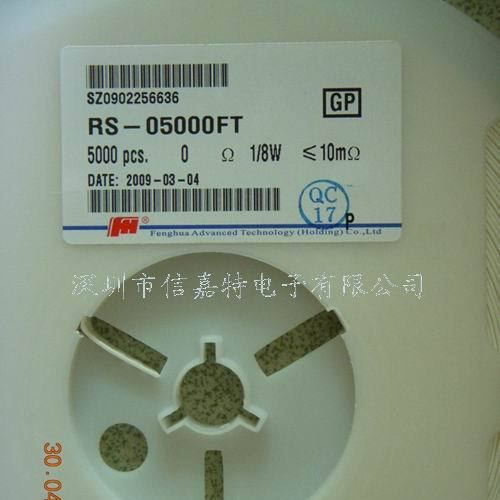 SZ0902256636
GP
RS-05000FT
5000 pcs. 0 Ω 1/8W ≤10mΩ
DATE: 2009-03-04
QC
17
P
FH ®
Fenghua Advanced Technology (Holding) Co.,Ltd
深圳市信嘉特电子有限公司
30.04